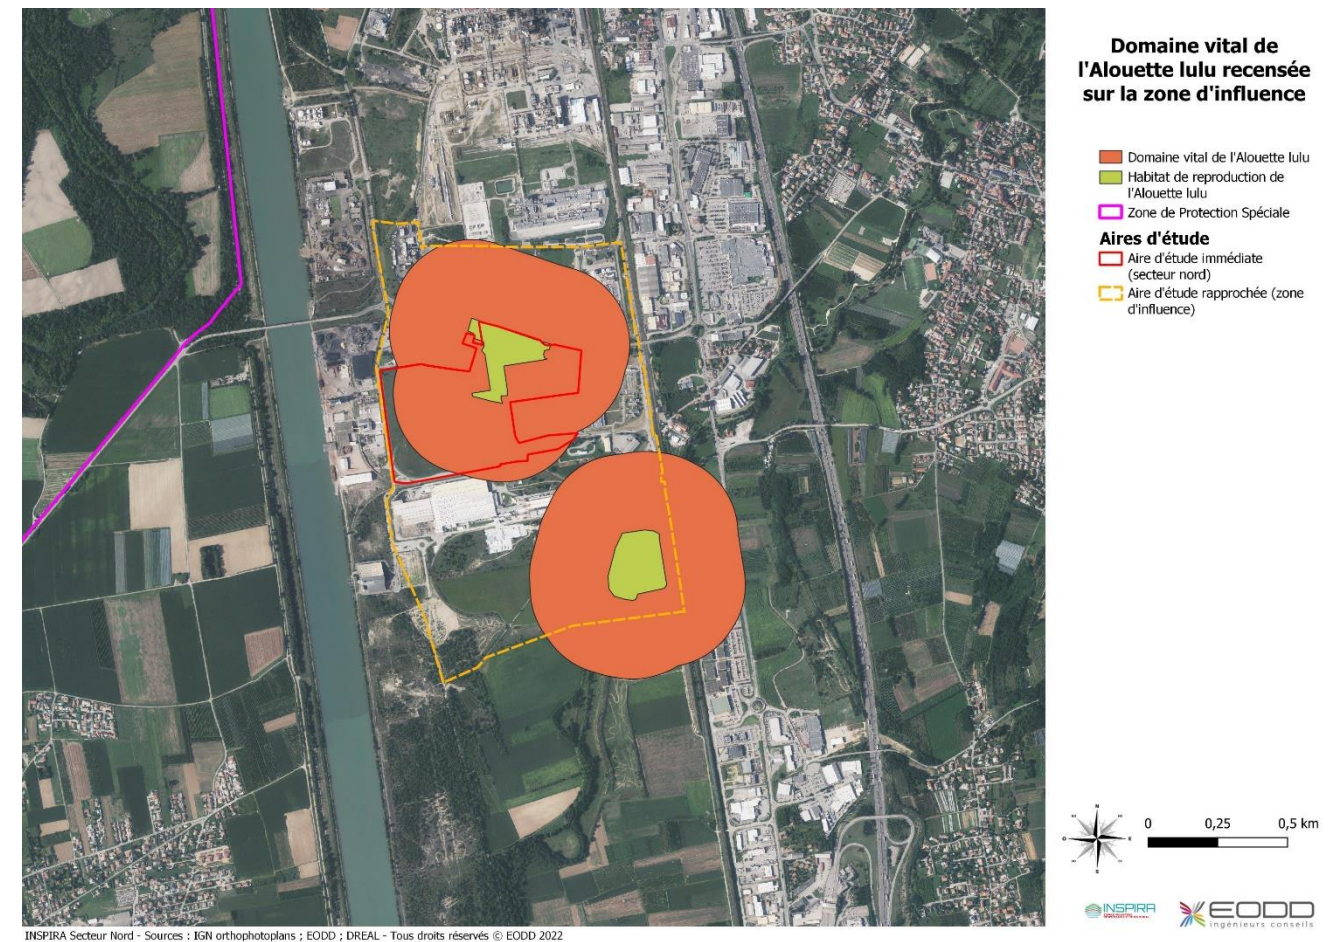 Domaine vital de
l'Alouette lulu recensée
sur la zone d'influence
Domaine vital de l'Alouette lulu
Habitat de reproduction de
l'Alouette lulu
Zone de Protection Spéciale
Aires d'étude
Aire d'étude immédiate
(secteur nord)
Aire d'étude rapprochée (zone
d'influence)
N
O
E
S
0 0,25 0,5 km
INSPIRA
EODD
ingénieurs conseils
INSPIRA Secteur Nord - Sources : IGN orthophotoplans ; EODD ; DREAL - Tous droits réservés © EODD 2022